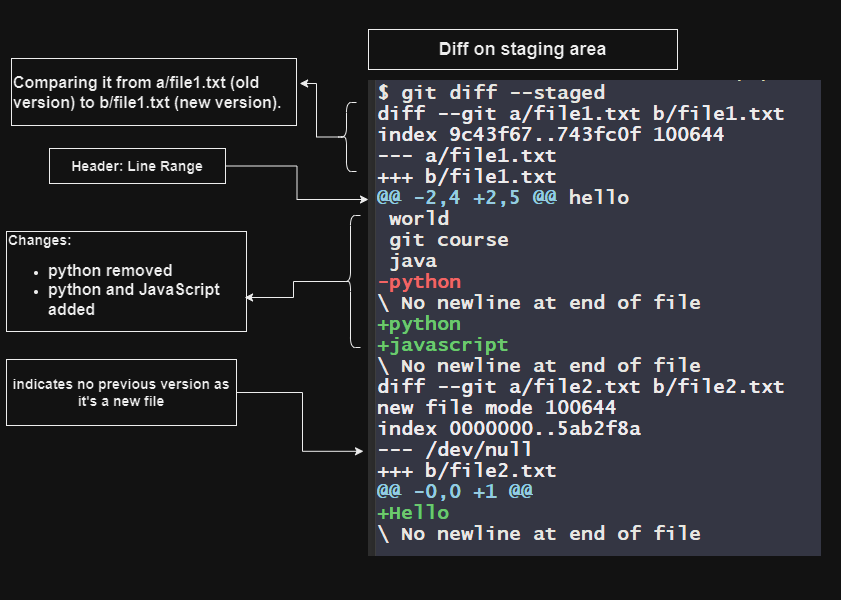 Diff on staging area
Comparing it from a/file1.txt (old
version) to b/file1.txt (new version).
Header: Line Range
Changes:
• python removed
• python and JavaScript
added
indicates no previous version as
it's a new file
$ git diff --staged
diff --git a/file1.txt b/file1.txt
index 9c43f67..743fc0f 100644
--- a/file1.txt
+++ b/file1.txt
@@ -2,4 +2,5 @@ hello
 world
 git course
 java
-python
\ No newline at end of file
+python
+javascript
\ No newline at end of file
diff --git a/file2.txt b/file2.txt
new file mode 100644
index 0000000..5ab2f8a
--- /dev/null
+++ b/file2.txt
@@ -0,0 +1 @@
+Hello
\ No newline at end of file